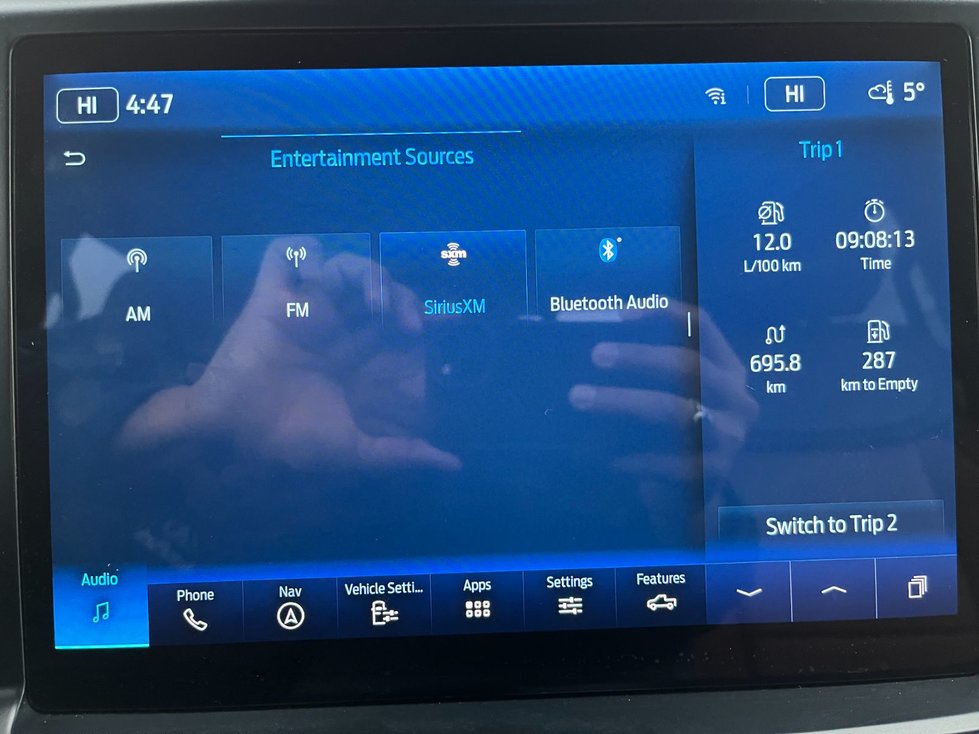 HI 4:47 HI 5°
Entertainment Sources
AM
FM
sxm
SiriusXM
Bluetooth Audio
Trip 1
12.0
L/100 km
09:08:13
Time
695.8
km
287
km to Empty
Switch to Trip 2
Audio
Phone
Nav
Vehicle Setti...
Apps
Settings
Features